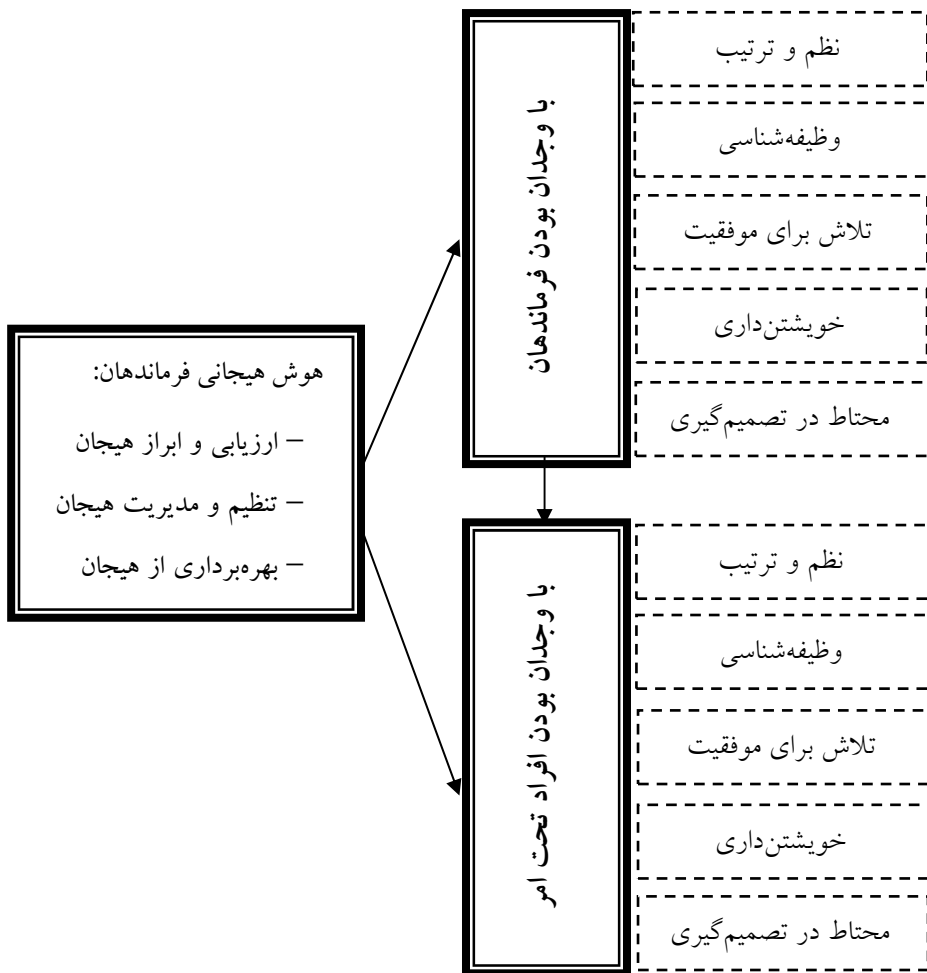 نظم و ترتیب
وظیفه‌شناسی
تلاش برای موفقیت
خویشتن‌داری
محتاط در تصمیم‌گیری
با وجدان بودن فرماندهان
هوش هیجانی فرماندهان:
– ارزیابی و ابراز هیجان
– تنظیم و مدیریت هیجان
– بهره‌برداری از هیجان
نظم و ترتیب
وظیفه‌شناسی
تلاش برای موفقیت
خویشتن‌داری
محتاط در تصمیم‌گیری
با وجدان بودن افراد تحت امر